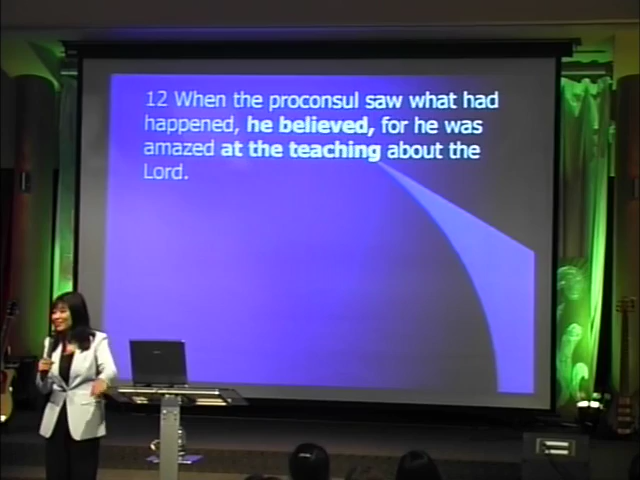 12 When the proconsul saw what had
happened, he believed, for he was
amazed at the teaching about the
Lord.